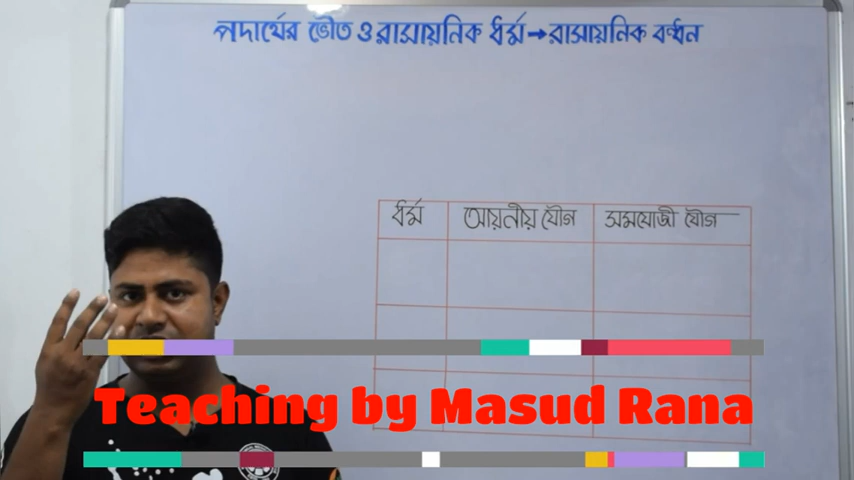 পদার্থের ভৌত ও রাসায়নিক ধর্ম→রাসায়নিক বন্ধন
ধর্ম আয়নীয় যৌগ সমযোজী যৌগ
Teaching by Masud Rana